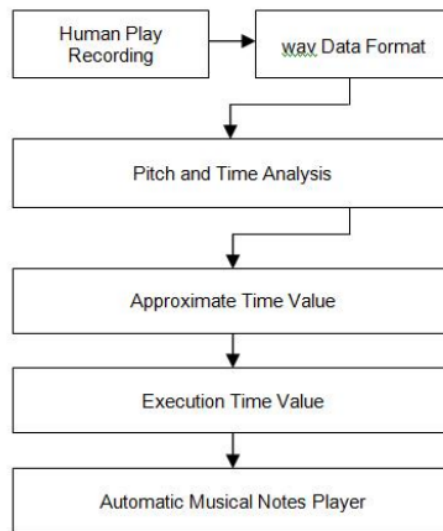 Human Play
Recording
wav Data Format
Pitch and Time Analysis
Approximate Time Value
Execution Time Value
Automatic Musical Notes Player